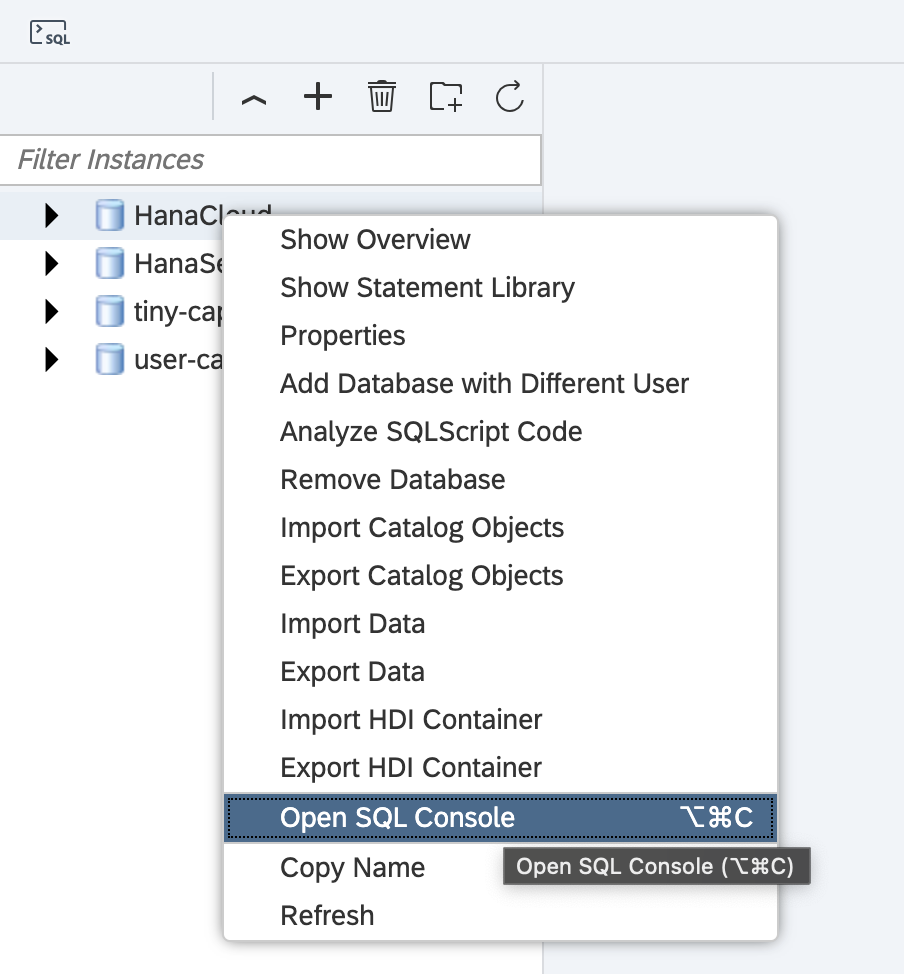 SQL
Filter Instances
HanaCloud
Show Overview
HanaSe
Show Statement Library
tiny-cap
Properties
user-ca
Add Database with Different User
Analyze SQLScript Code
Remove Database
Import Catalog Objects
Export Catalog Objects
Import Data
Export Data
Import HDI Container
Export HDI Container
Open SQL Console ⌥⌘C
Copy Name
Open SQL Console (⌥⌘C)
Refresh